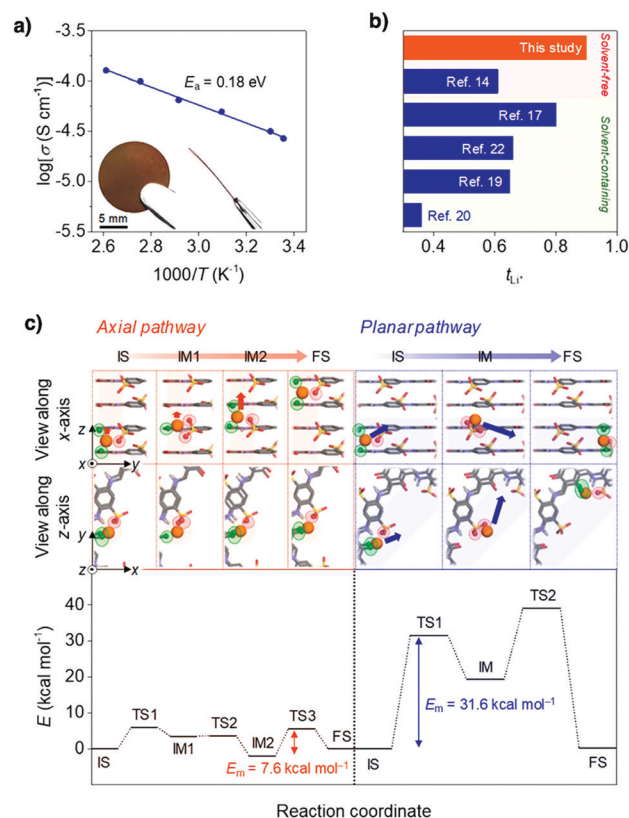 a)
log[σ(S cm⁻¹)
-3.5
-4.0
-4.5
-5.0
-5.5
Eₐ = 0.18 eV
5 mm
2.6 2.8 3.0 3.2 3.4
1000/T (K⁻¹)
b)
This study
Ref. 14
Ref. 17
Ref. 22
Ref. 19
Ref. 20
Solvent-free
Solvent-containing
0.4 0.6 0.8 1.0
t Li⁺
c)
Axial pathway
IS IM1 IM2 FS
Planar pathway
IS IM FS
View along
x-axis
z
x y
View along
z-axis
y
z x
E (kcal mol⁻¹)
40
30
20
10
0
IS
TS1
IM1
TS2
IM2
TS3
FS
Eₘ = 7.6 kcal mol⁻¹
IS
TS1
IM
TS2
FS
Eₘ = 31.6 kcal mol⁻¹
Reaction coordinate